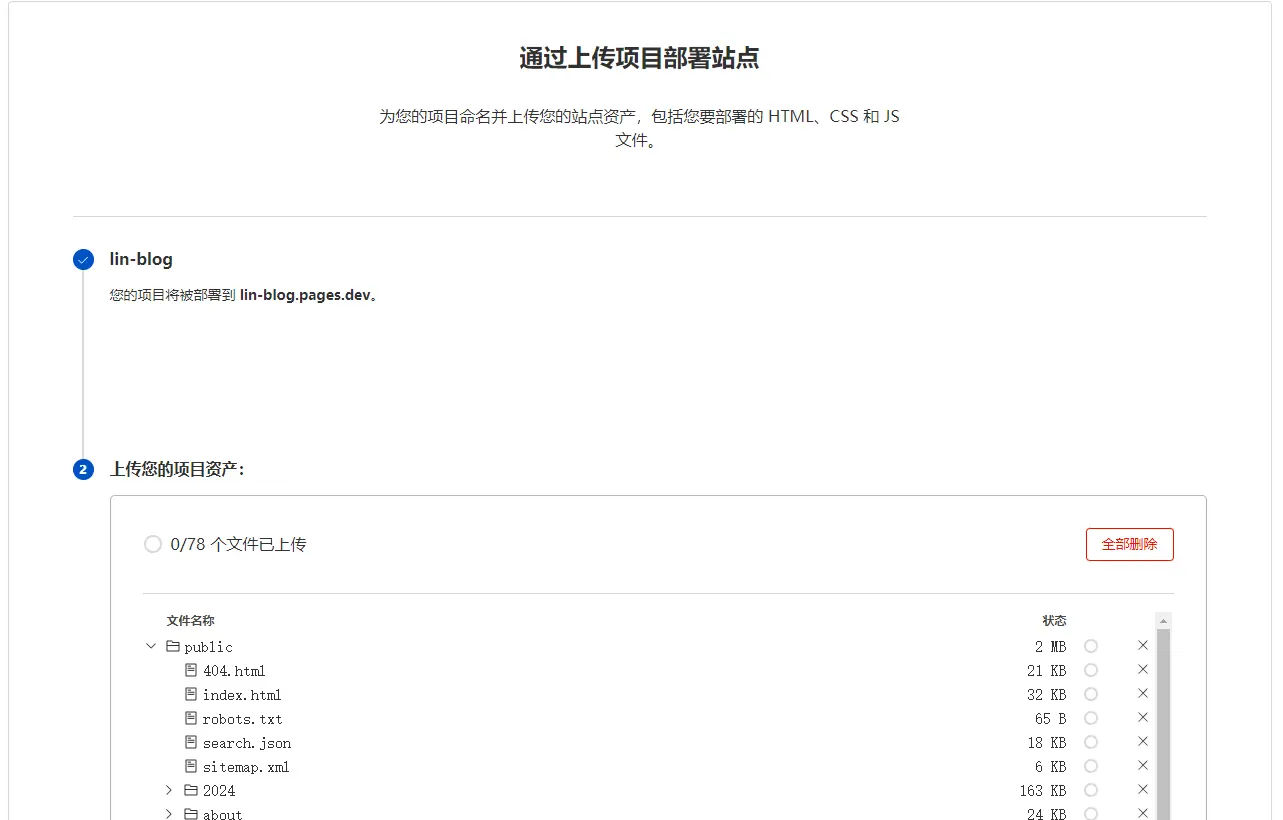 通过上传项目部署站点
为您的项目命名并上传您的站点资产，包括您要部署的 HTML、CSS 和 JS
文件。
lin-blog
您的项目将被部署到 lin-blog.pages.dev。
2 上传您的项目资产：
0/78 个文件已上传 全部删除
文件名称 状态
public 2 MB
404.html 21 KB
index.html 32 KB
robots.txt 65 B
search.json 18 KB
sitemap.xml 6 KB
2024 163 KB
about 24 KB